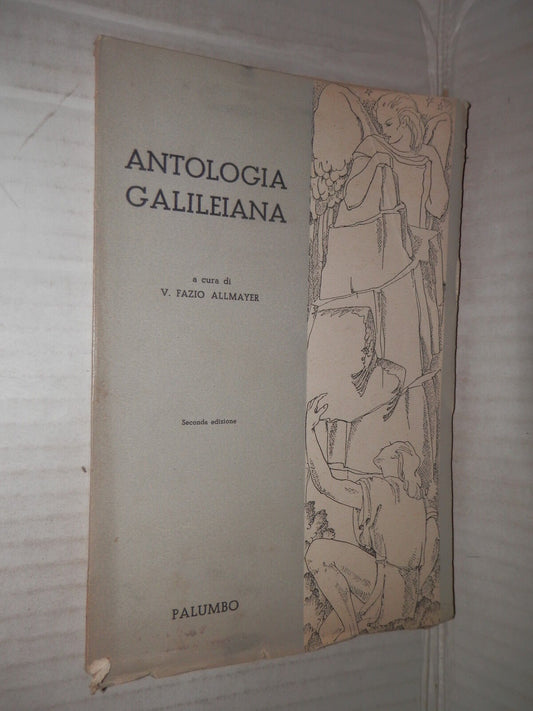 ANTOLOGIA
GALILEIANA
a cura di
V. FAZIO ALLMAYER
Seconda edizione
PALUMBO